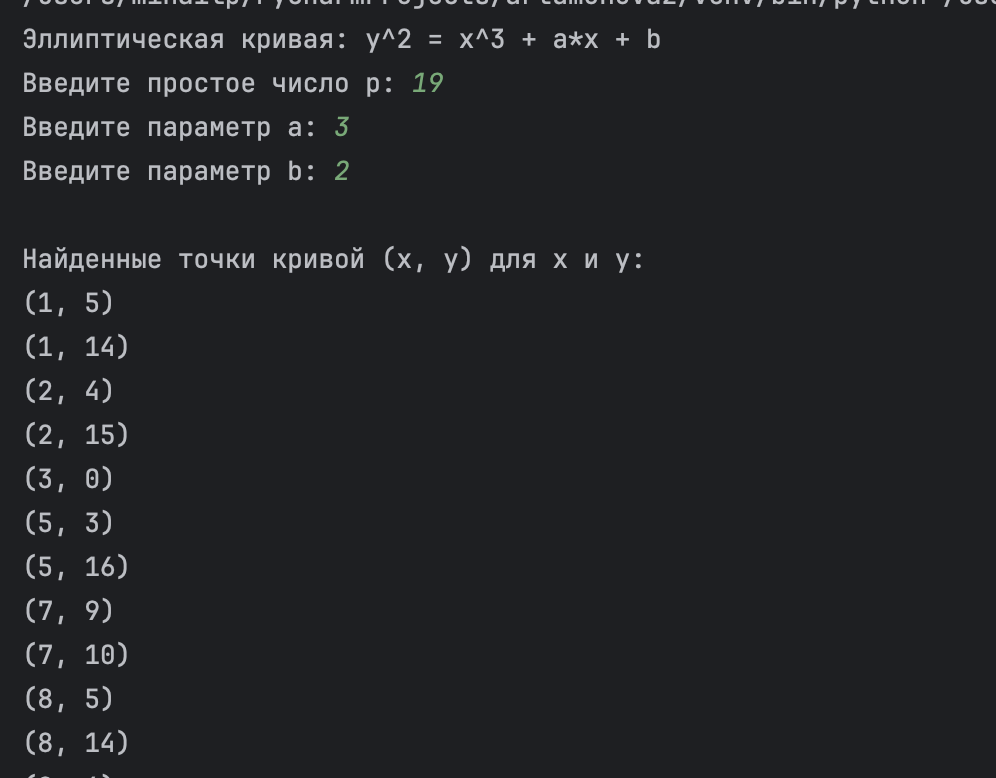 Эллиптическая кривая: y^2 = x^3 + a*x + b
Введите простое число p: 19
Введите параметр a: 3
Введите параметр b: 2
Найденные точки кривой (x, y) для x и y:
(1, 5)
(1, 14)
(2, 4)
(2, 15)
(3, 0)
(5, 3)
(5, 16)
(7, 9)
(7, 10)
(8, 5)
(8, 14)